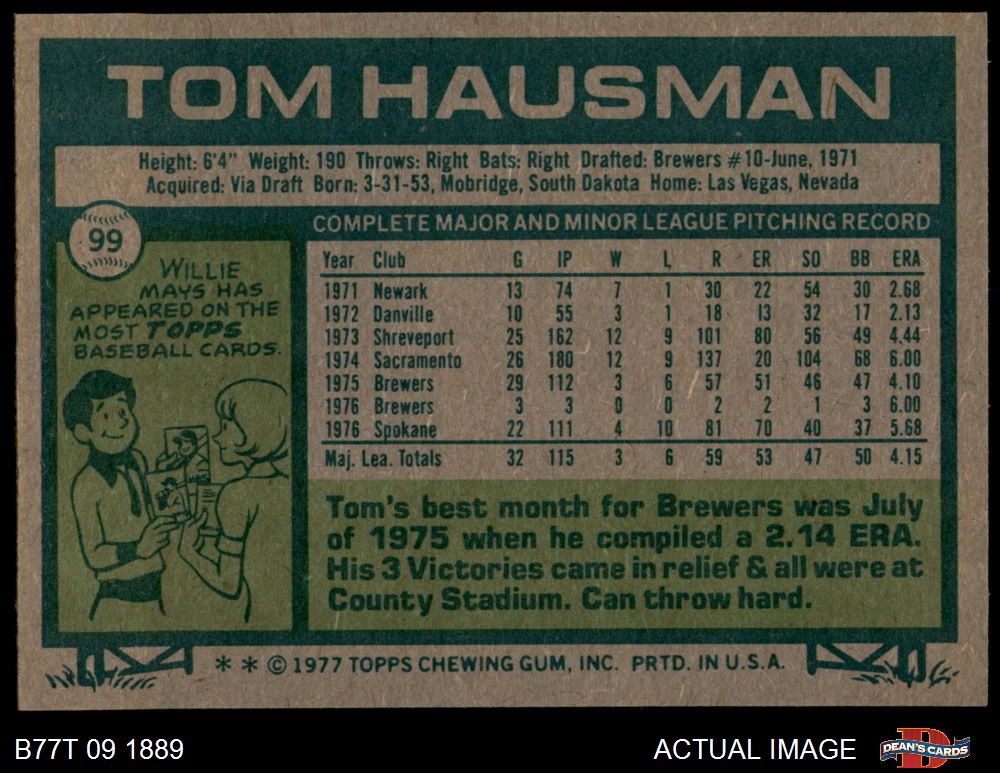 TOM HAUSMAN
Height: 6'4" Weight: 190 Throws: Right Bats: Right Drafted: Brewers #10-June, 1971
Acquired: Via Draft Born: 3-31-53, Mobridge, South Dakota Home: Las Vegas, Nevada
99
WILLIE
MAYS HAS
APPEARED ON THE
MOST TOPPS
BASEBALL CARDS.
COMPLETE MAJOR AND MINOR LEAGUE PITCHING RECORD
Year Club G IP W L R ER SO BB ERA
1971 Newark 13 74 7 1 30 22 54 30 2.68
1972 Danville 10 55 3 1 18 13 32 17 2.13
1973 Shreveport 25 162 12 9 101 80 56 49 4.44
1974 Sacramento 26 180 12 9 137 20 104 68 6.00
1975 Brewers 29 112 3 6 57 51 46 47 4.10
1976 Brewers 3 3 0 0 2 2 1 3 6.00
1976 Spokane 22 111 4 10 81 70 40 37 5.68
Maj. Lea. Totals 32 115 3 6 59 53 47 50 4.15
Tom's best month for Brewers was July
of 1975 when he compiled a 2.14 ERA.
His 3 Victories came in relief & all were at
County Stadium. Can throw hard.
* * © 1977 TOPPS CHEWING GUM, INC. PRTD. IN U.S.A.
B77T 09 1889
ACTUAL IMAGE
DEAN'S CARDS